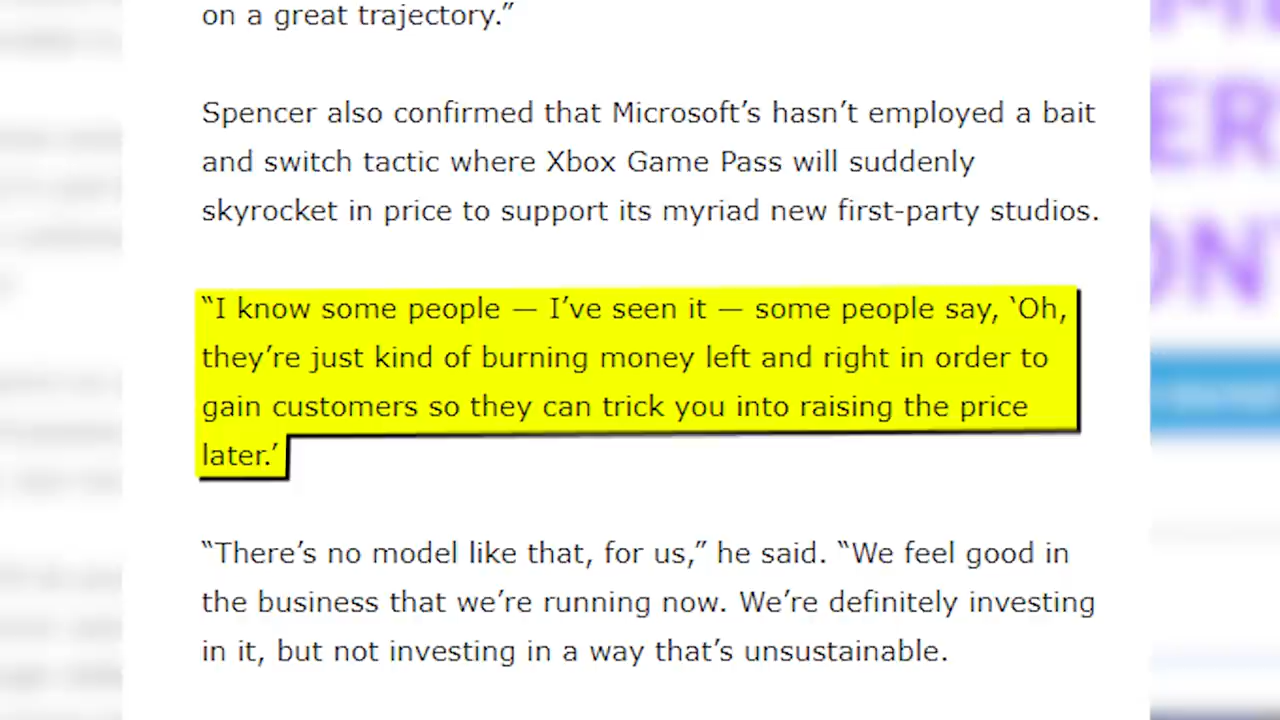 on a great trajectory.”
Spencer also confirmed that Microsoft’s hasn’t employed a bait
and switch tactic where Xbox Game Pass will suddenly
skyrocket in price to support its myriad new first-party studios.
“I know some people — I’ve seen it — some people say, ‘Oh,
they’re just kind of burning money left and right in order to
gain customers so they can trick you into raising the price
later.’
“There’s no model like that, for us,” he said. “We feel good in
the business that we’re running now. We’re definitely investing
in it, but not investing in a way that’s unsustainable.